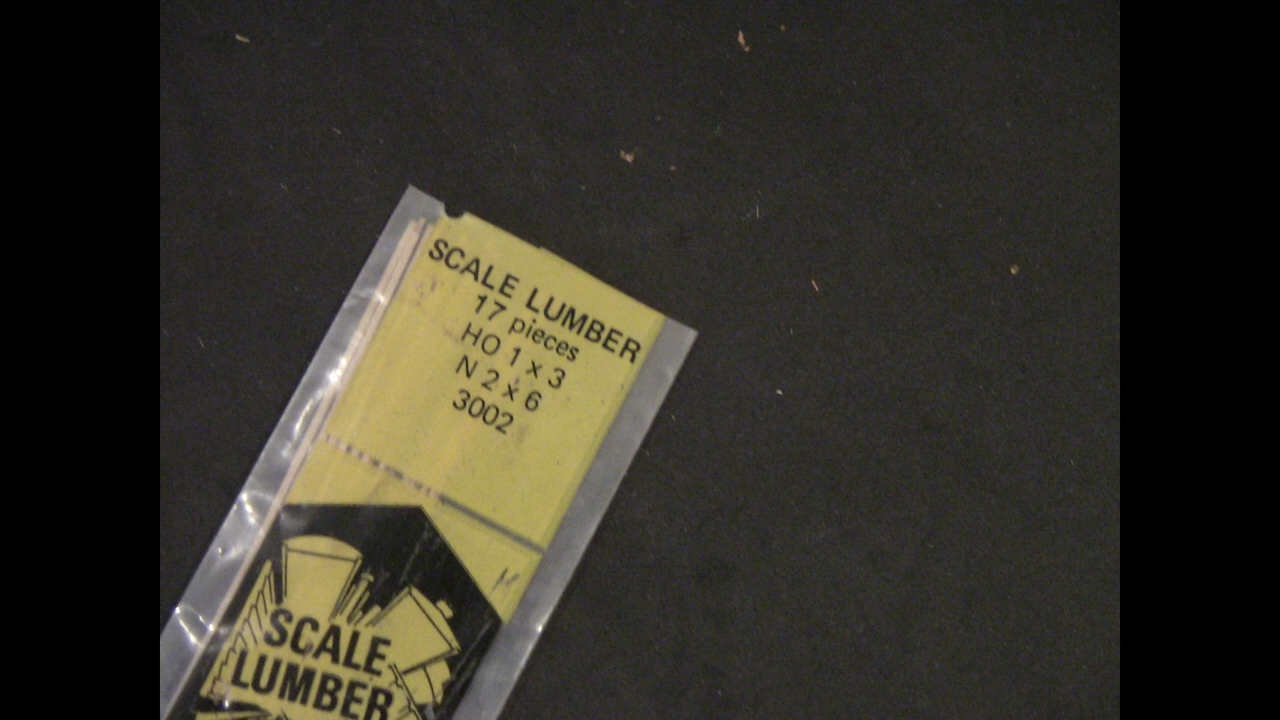 SCALE LUMBER
17 pieces
HO 1 x 3
N 2 x 6
3002
SCALE
LUMBER